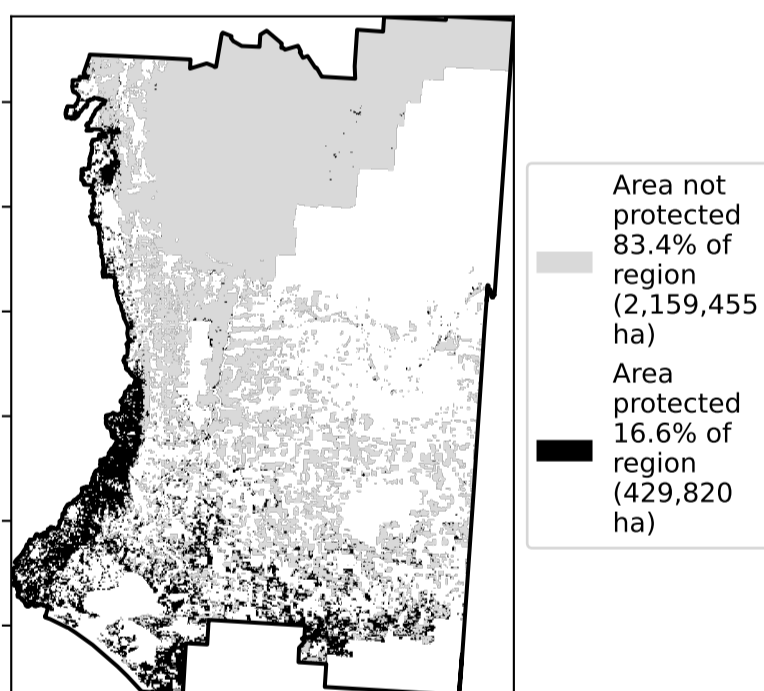 Area not
protected
83.4% of
region
(2,159,455
ha)
Area
protected
16.6% of
region
(429,820
ha)